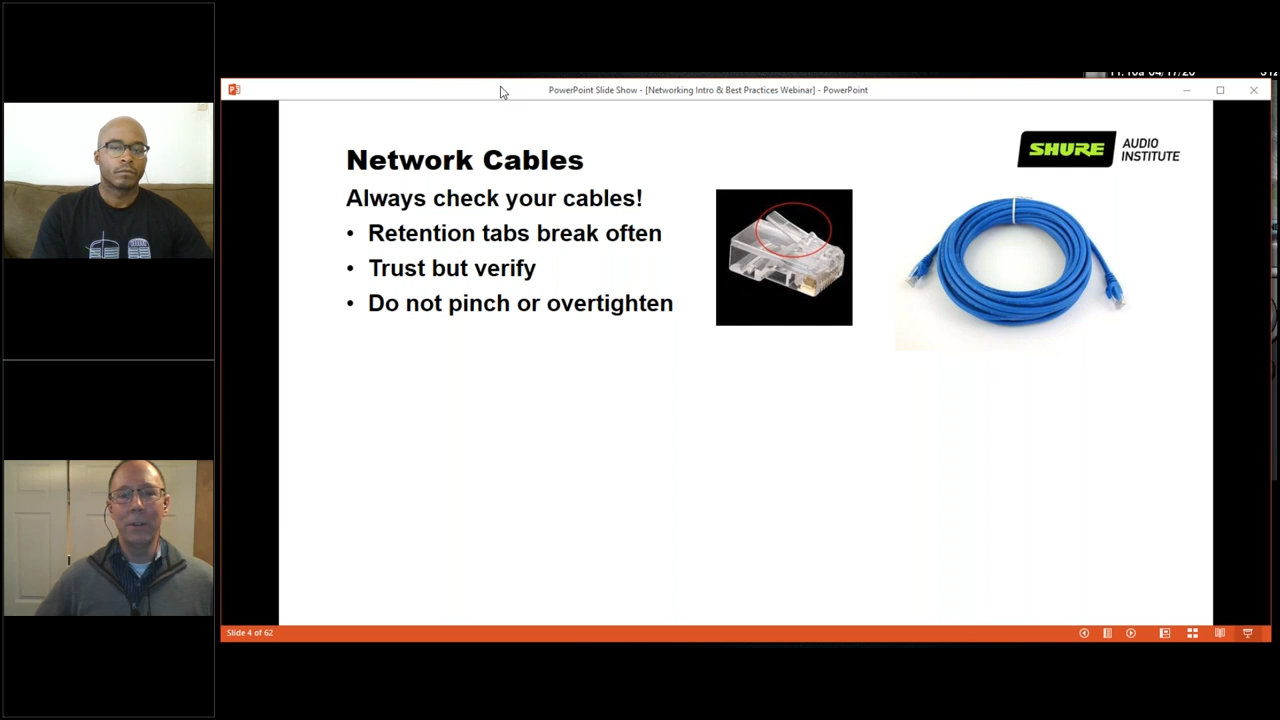 PowerPoint Slide Show - [Networking Intro & Best Practices Webinar] - PowerPoint
Network Cables
SHURE AUDIO
INSTITUTE
Always check your cables!
• Retention tabs break often
• Trust but verify
• Do not pinch or overtighten
Slide 4 of 62